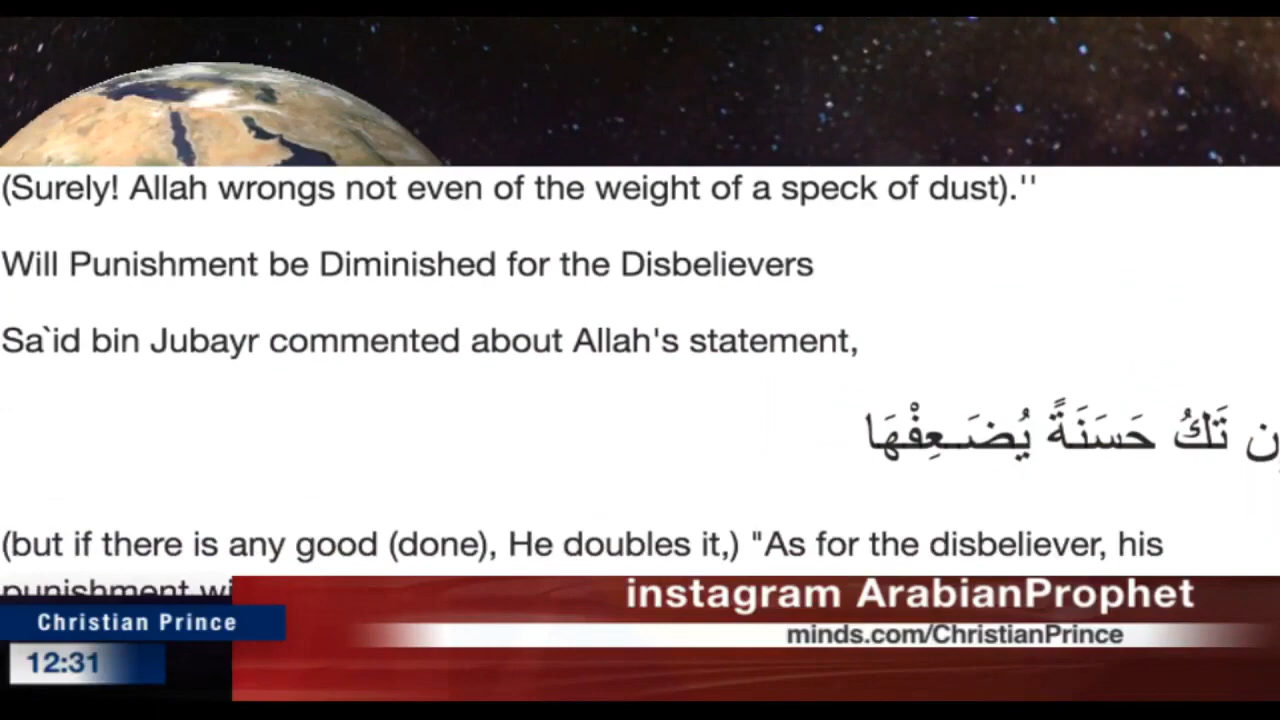 (Surely! Allah wrongs not even of the weight of a speck of dust).''
Will Punishment be Diminished for the Disbelievers
Sa`id bin Jubayr commented about Allah's statement,
تَكُ حَسَنَةً يُضَـعِفْهَا
(but if there is any good (done), He doubles it,) "As for the disbeliever, his
punishment
instagram ArabianProphet
Christian Prince
minds.com/ChristianPrince
12:31